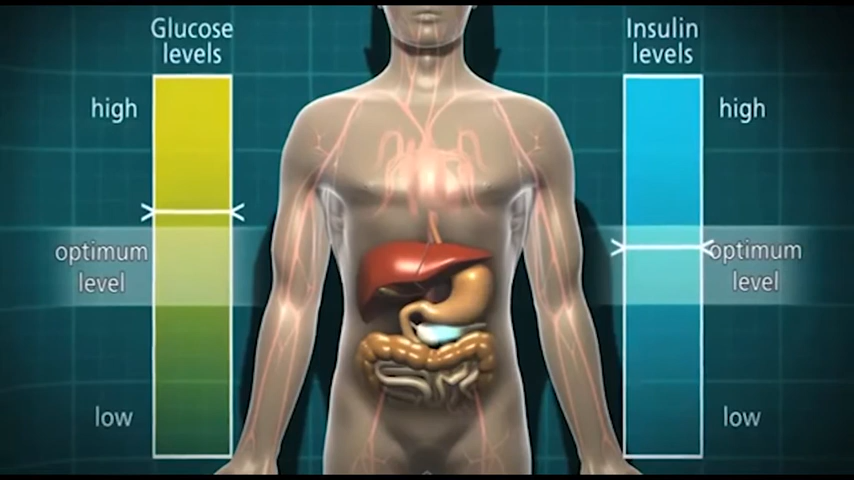 Glucose
levels
high
optimum
level
low
Insulin
levels
high
optimum
level
low